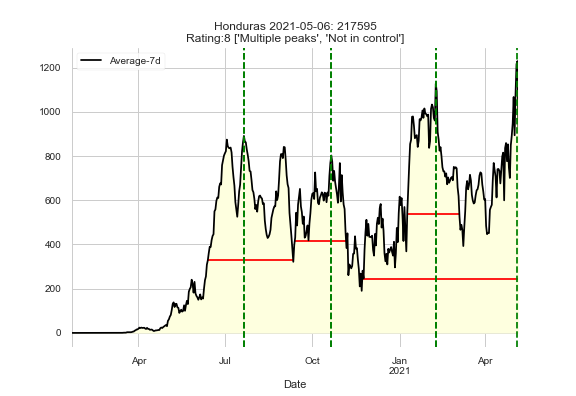 Honduras 2021-05-06: 217595
Rating:8 ['Multiple peaks', 'Not in control']
Average-7d
1200
1000
800
600
400
200
0
Apr
Jul
Oct
Jan
2021
Apr
Date